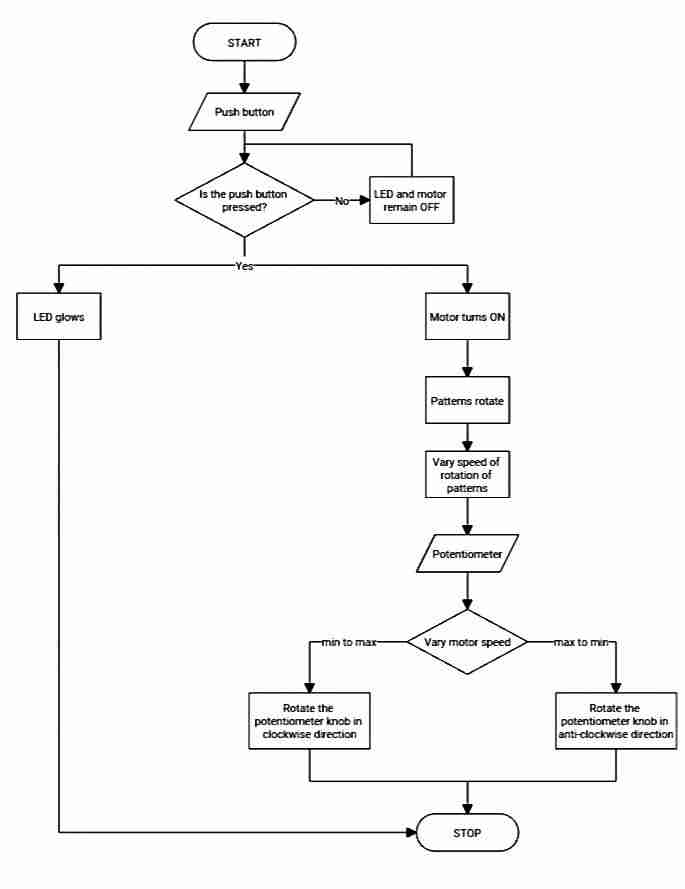 START
Push button
Is the push button
pressed?
No
LED and motor
remain OFF
Yes
LED glows
Motor turns ON
Patterns rotate
Vary speed of
rotation of
patterns
Potentiometer
Vary motor speed
min to max
max to min
Rotate the
potentiometer knob in
clockwise direction
Rotate the
potentiometer knob in
anti-clockwise direction
STOP